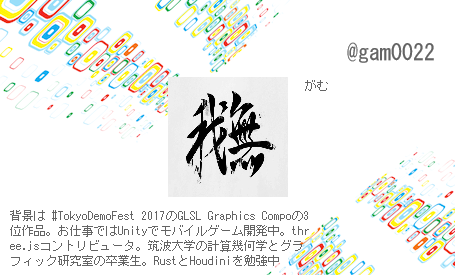 @gam0022
がむ
我無
背景は #TokyoDemoFest 2017のGLSL Graphics Compoの3
位作品。お仕事ではUnityでモバイルゲーム開発中。thr
ee.jsコントリビュータ。筑波大学の計算幾何学とグラ
フィック研究室の卒業生。RustとHoudiniを勉強中